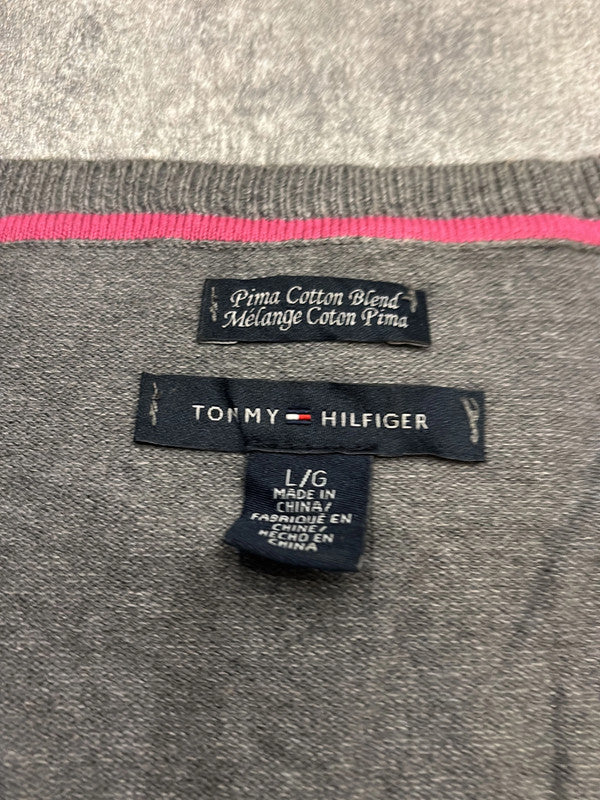 Pima Cotton Blend
Mélange Coton Pima
TOMMY HILFIGER
L/G
MADE IN
CHINA/
FABRIQUÉ EN
CHINE/
HECHO EN
CHINA